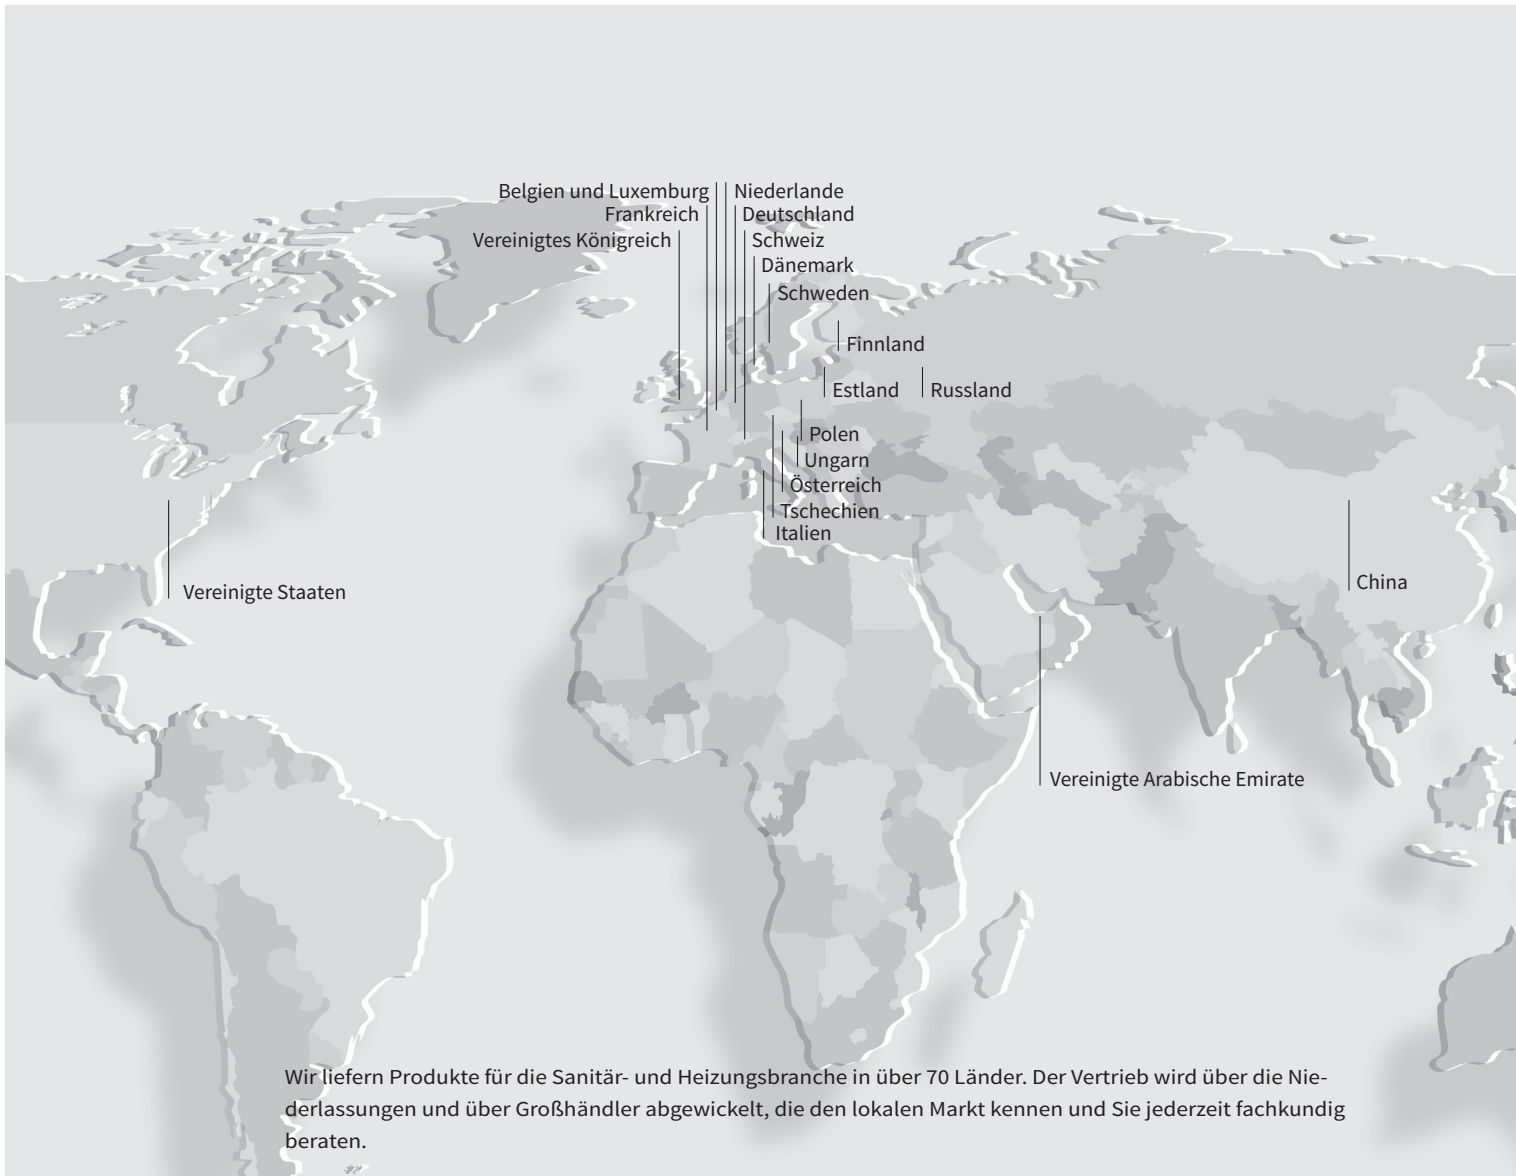 Belgien und Luxemburg
Niederlande
Frankreich
Deutschland
Vereinigtes Königreich
Schweiz
Dänemark
Schweden
Finnland
Estland
Russland
Polen
Ungarn
Österreich
Tschechien
Italien
China
Vereinigte Staaten
Vereinigte Arabische Emirate
Wir liefern Produkte für die Sanitär- und Heizungsbranche in über 70 Länder. Der Vertrieb wird über die Nie-
derlassungen und über Großhändler abgewickelt, die den lokalen Markt kennen und Sie jederzeit fachkundig
beraten.